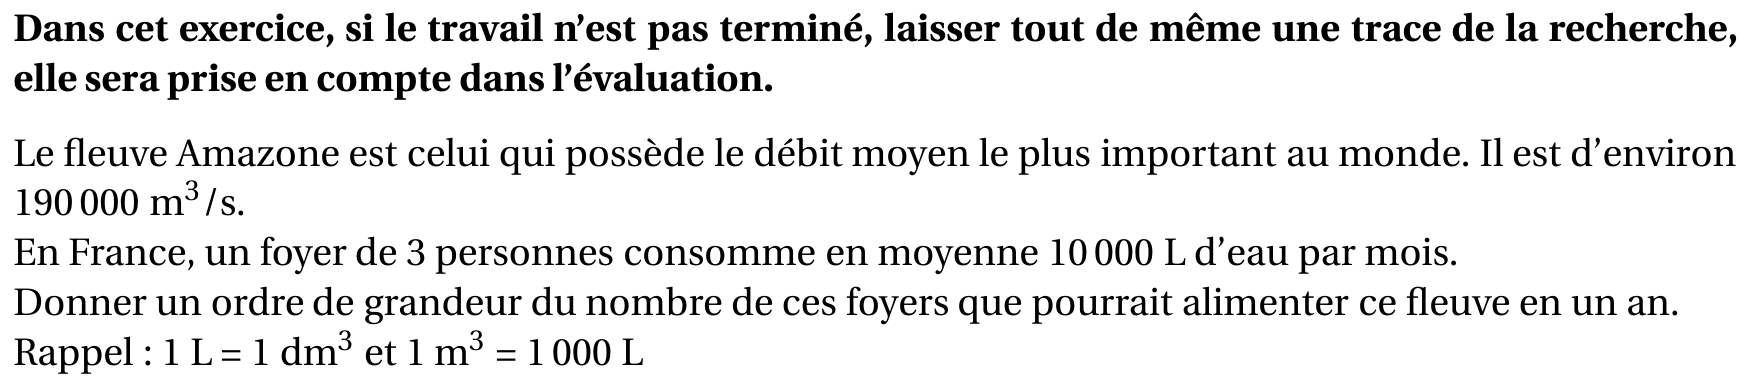 Dans cet exercice, si le travail n’est pas terminé, laisser tout de même une trace de la recherche,
elle sera prise en compte dans l’évaluation.
Le fleuve Amazone est celui qui possède le débit moyen le plus important au monde. Il est d’environ
190 000 m³/s.
En France, un foyer de 3 personnes consomme en moyenne 10 000 L d’eau par mois.
Donner un ordre de grandeur du nombre de ces foyers que pourrait alimenter ce fleuve en un an.
Rappel : 1 L = 1 dm³ et 1 m³ = 1 000 L